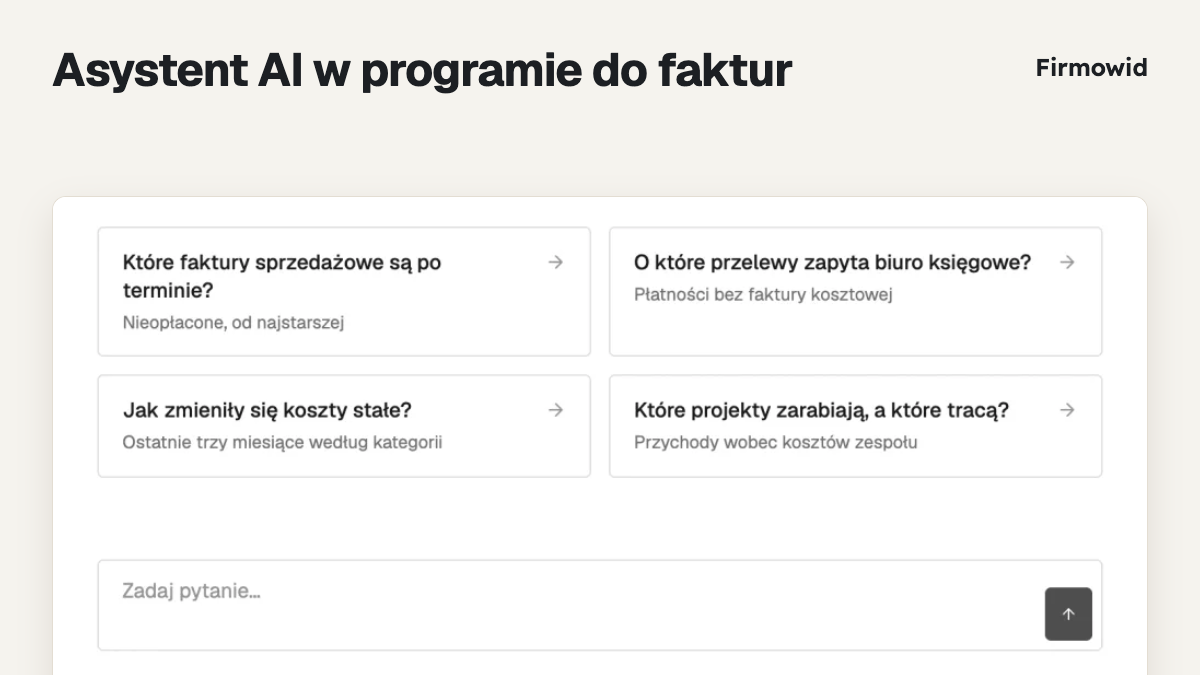 Asystent AI w programie do faktur
Firmowid
Które faktury sprzedażowe są po
terminie?
Nieopłacone, od najstarszej
O które przelewy zapyta biuro księgowe?
Płatności bez faktury kosztowej
Jak zmieniły się koszty stałe?
Ostatnie trzy miesiące według kategorii
Które projekty zarabiają, a które tracą?
Przychody wobec kosztów zespołu
Zadaj pytanie...